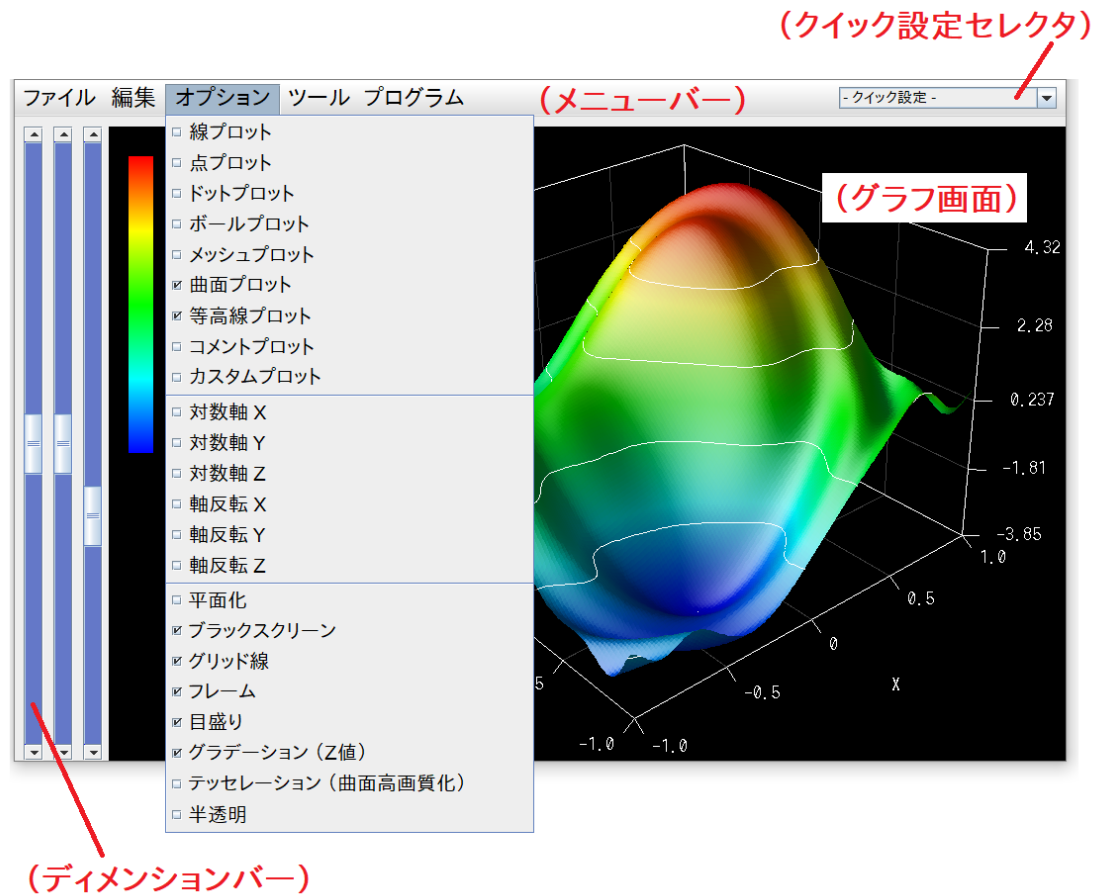 （クイック設定セレクタ）
ファイル 編集 オプション ツール プログラム （メニューバー） - クイック設定 -
線プロット
点プロット
ドットプロット
ボールプロット
メッシュプロット
曲面プロット
等高線プロット
コメントプロット
カスタムプロット
対数軸 X
対数軸 Y
対数軸 Z
軸反転 X
軸反転 Y
軸反転 Z
平面化
ブラックスクリーン
グリッド線
フレーム
目盛り
グラデーション（Z値）
テッセレーション（曲面高画質化）
半透明
（グラフ画面）
4.32
2.28
0.237
-1.81
-3.85
1.0
0.5
0
-0.5
X
-1.0 -1.0
5
（ディメンションバー）